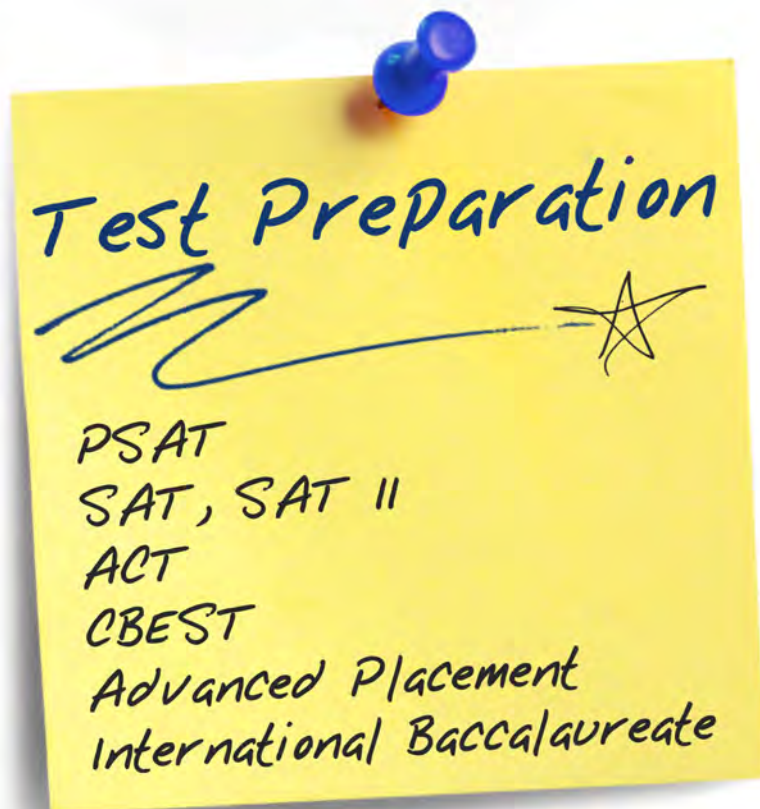 Test Preparation
PSAT
SAT, SAT II
ACT
CBEST
Advanced Placement
International Baccalaureate